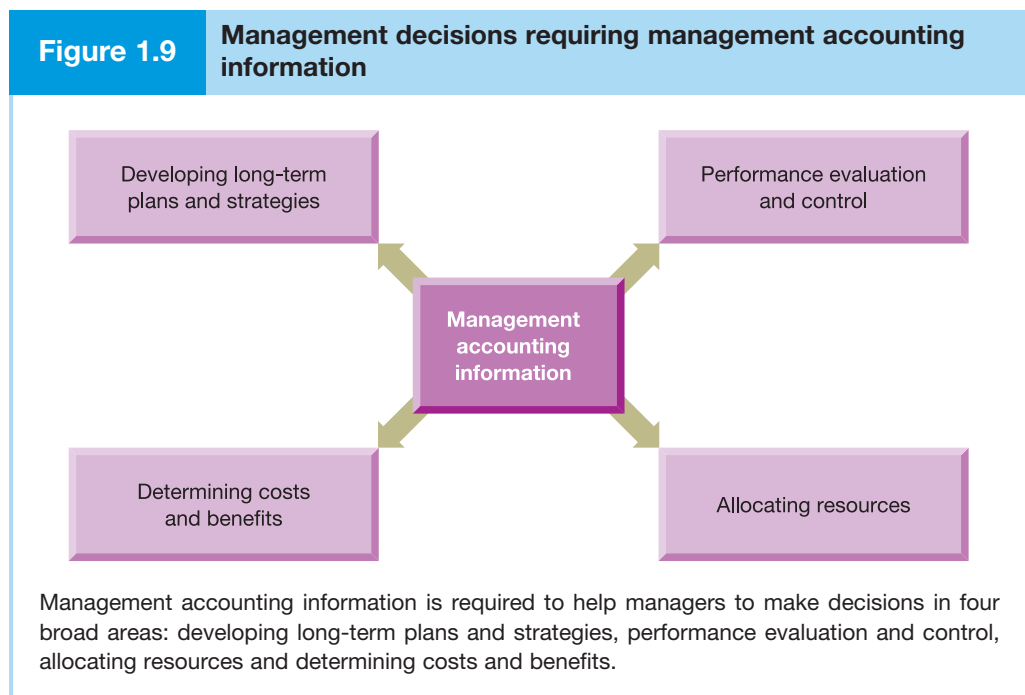 Figure 1.9
Management decisions requiring management accounting
information
Developing long-term
plans and strategies
Performance evaluation
and control
Management
accounting
information
Determining costs
and benefits
Allocating resources
Management accounting information is required to help managers to make decisions in four
broad areas: developing long-term plans and strategies, performance evaluation and control,
allocating resources and determining costs and benefits.